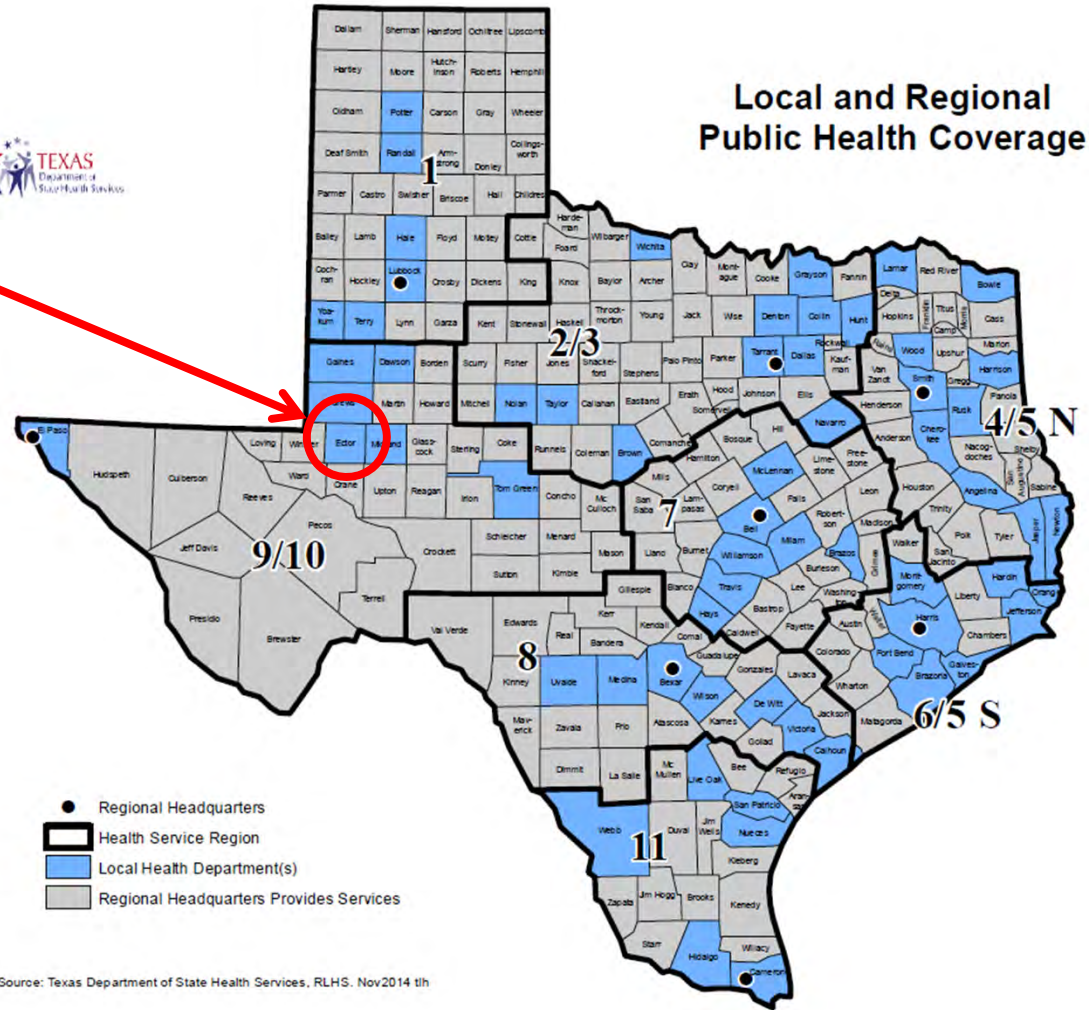 Local and Regional
Public Health Coverage
TEXAS
Department of
State Health Services
Dallam Sherman Hansford Ochiltree Lipscomb
Hartley Moore Hutch-
inson Roberts Hemphill
Oldham Potter Carson Gray Wheeler
Deaf Smith Randall Arm-
strong Donley Collings-
worth
1
Parmer Castro Swisher Briscoe Hall Childres
Bailey Lamb Hale Floyd Motley Cottle
Harde-
man
Foard Wilbarger Wichita
Coch-
ran Hockley Lubbock Crosby Dickens King Knox Baylor Archer Clay Mont-
ague Cooke Grayson Fannin Lamar Red River Bowie
Yoa-
kum Terry Lynn Garza Kent Stonewall Haskel Throck-
morton Young Jack Wise Denton Collin Hunt Delta Hopkins Franklin Titus Morris Camp Cass
2/3
Gaines Dawson Borden Scurry Fisher Jones Shackel-
ford Stephens Palo Pinto Parker Tarrant Dallas Rockwall Kauf-
man Rains Wood Upshur Marion Harrison
Van
Zandt Smith Gregg Panola
Martin Howard Mitchell Nolan Taylor Callahan Eastland Erath Hood Somervel Johnson Ellis Navarro Henderson Rusk
4/5 N
El Paso Hudspeth Culberson Loving Ector Glass-
cock Sterling Coke Runnels Coleman Brown Comanche Bosque Hill Anderson Chero-
kee Nacog-
doches Shelby
Ward Crane Upton Reagan Irion Tom Green Concho Mc
Culloch Mills Hamilton McLennan Lime-
stone Free-
stone Houston Angelina San
Augustine Sabine
Reeves Pecos San
Saba Lam-
pasas Coryell Falls Leon Trinity
7
Jeff Davis
9/10
Crockett Schleicher Menard Mason Llano Burnet Bell Milam Robert-
son Madison Walker Polk Tyler Jasper Newton
Terrell Sutton Kimble Williamson Brazos Grimes San
Jacinto
Presidio Brewster Val Verde Edwards Gillespie Blanco Travis Lee Burleson Washing-
ton Mont-
gomery Liberty Hardin Orang
Kerr Real Bandera Kendall Hays Bastrop Fayette Austin Waller Harris Jefferson
8
Comal Caldwell Guadalupe Colorado Fort Bend Chambers
Kinney Uvalde Medina Bexar Wilson Gonzales Lavaca Wharton Brazoria Galves-
ton
Mav-
erick Zavala Frio Atascosa Karnes De Witt Victoria Jackson Matagorda
6/5 S
Dimmit La Salle Mc
Mullen Live Oak Bee Goliad Refugio Calhoun
Aran-
sas
Webb Duval Jim
Wells San Patricio Nueces
11
Kleberg
Zapata Jim Hogg Brooks Kenedy
Starr Hidalgo Willacy Cameron
Regional Headquarters
Health Service Region
Local Health Department(s)
Regional Headquarters Provides Services
Source: Texas Department of State Health Services, RLHS. Nov2014 tlh